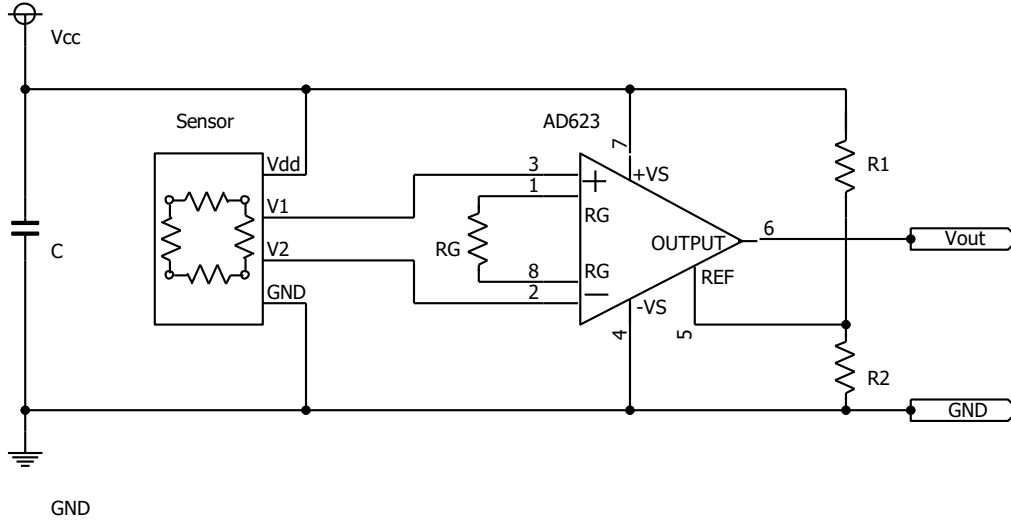 Vcc
Sensor
AD623
Vdd
7
3
+VS
R1
1
V1
RG
6
Vout
C
V2
RG
OUTPUT
8
RG
REF
GND
2
-VS
4
5
R2
GND
GND